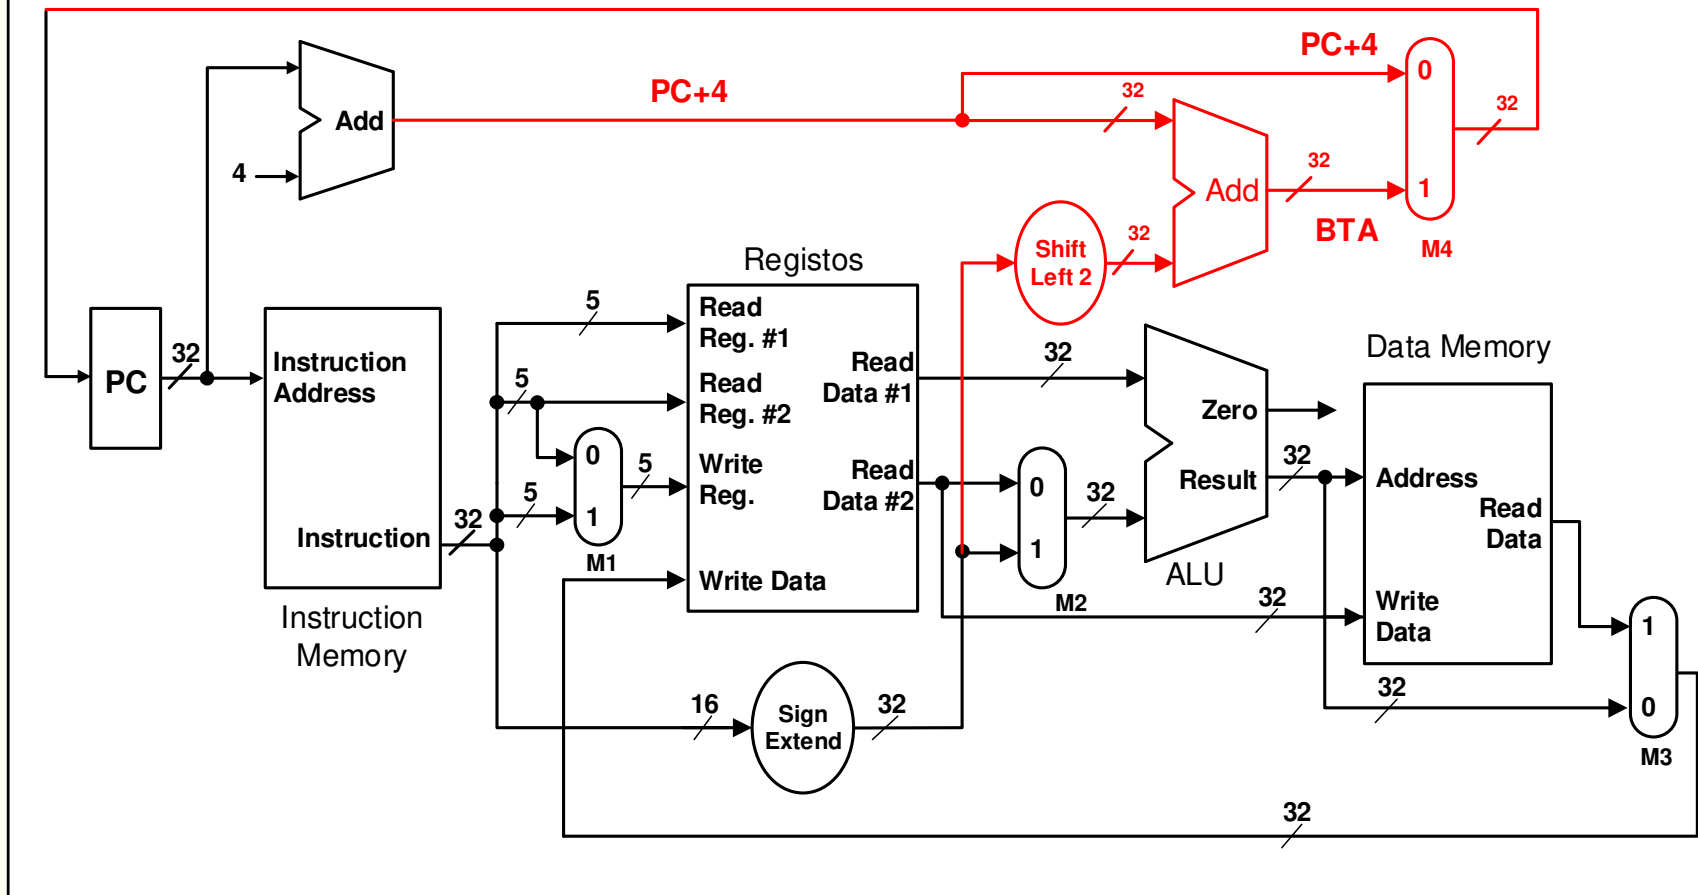 PC+4
PC+4
0
32
32
Add
4
32
Add
1
BTA
M4
32
Shift
Left 2
Registos
PC
32
Instruction
Address
Instruction
32
Instruction
Memory
5
5
5
0
1
M1
5
Read
Reg. #1
Read
Reg. #2
Write
Reg.
Write Data
Read
Data #1
Read
Data #2
32
0
1
M2
32
Zero
Result
ALU
32
Data Memory
Address
Read
Data
Write
Data
32
32
1
0
M3
16
Sign
Extend
32
32